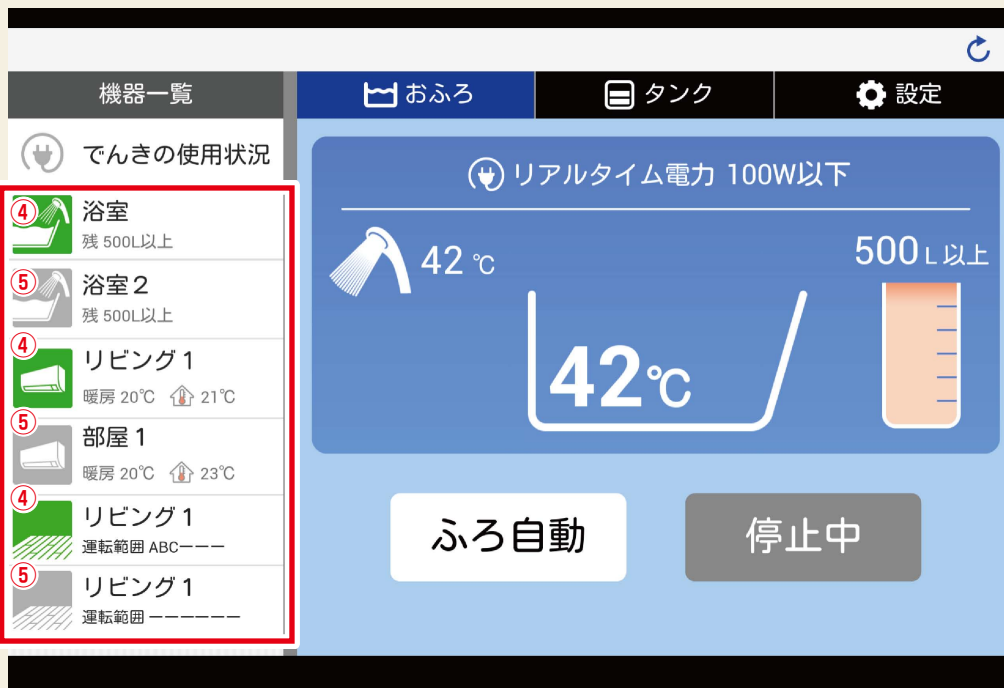 機器一覧
おふろ
タンク
設定
でんきの使用状況
④ 浴室
残 500L以上
⑤ 浴室2
残 500L以上
④ リビング1
暖房 20℃ 21℃
⑤ 部屋1
暖房 20℃ 23℃
④ リビング1
運転範囲 ABCーーー
⑤ リビング1
運転範囲 ーーーーーー
リアルタイム電力 100W以下
42 ℃
500 L 以上
42℃
ふろ自動
停止中